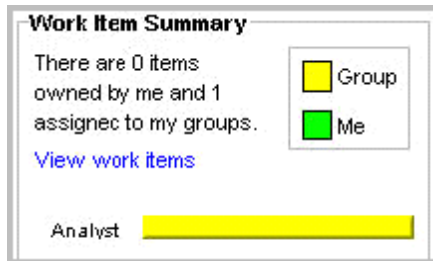 Work Item Summary
There are 0 items
owned by me and 1
assignec to my groups.
View work items
Group
Me
Analyst